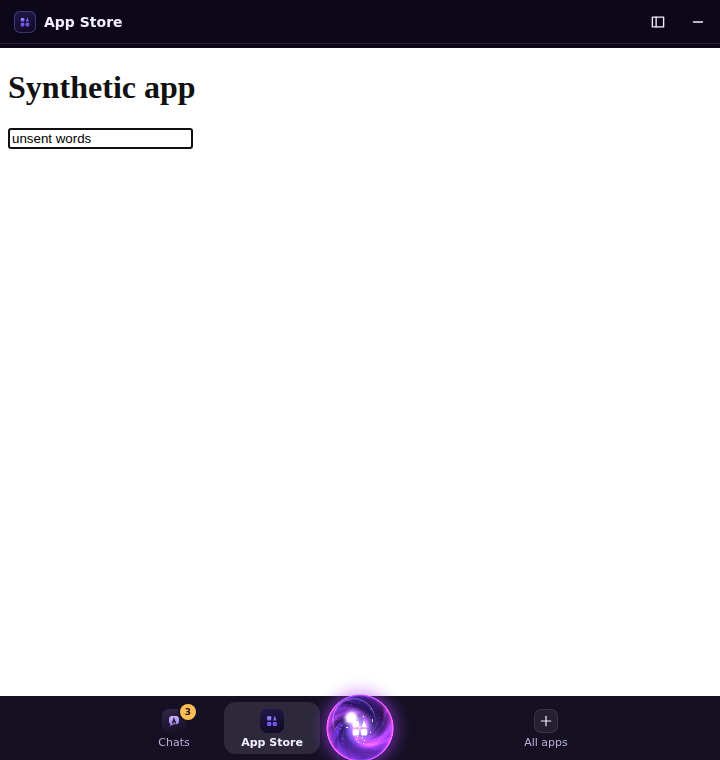 App Store
Synthetic app
unsent words
3
Chats
App Store
All apps